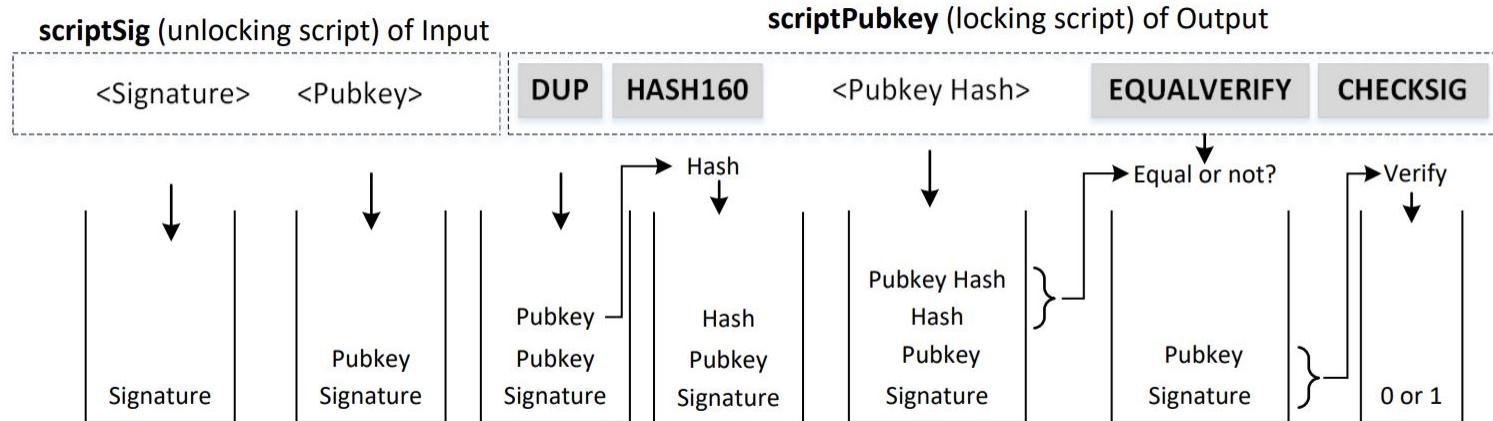 scriptSig (unlocking script) of Input
scriptPubkey (locking script) of Output
<Signature> <Pubkey> DUP HASH160 <Pubkey Hash> EQUALVERIFY CHECKSIG
Hash
Equal or not?
Verify
Signature
Pubkey
Signature
Pubkey
Pubkey
Signature
Hash
Pubkey
Signature
Pubkey Hash
Hash
Pubkey
Signature
Pubkey
Signature
0 or 1